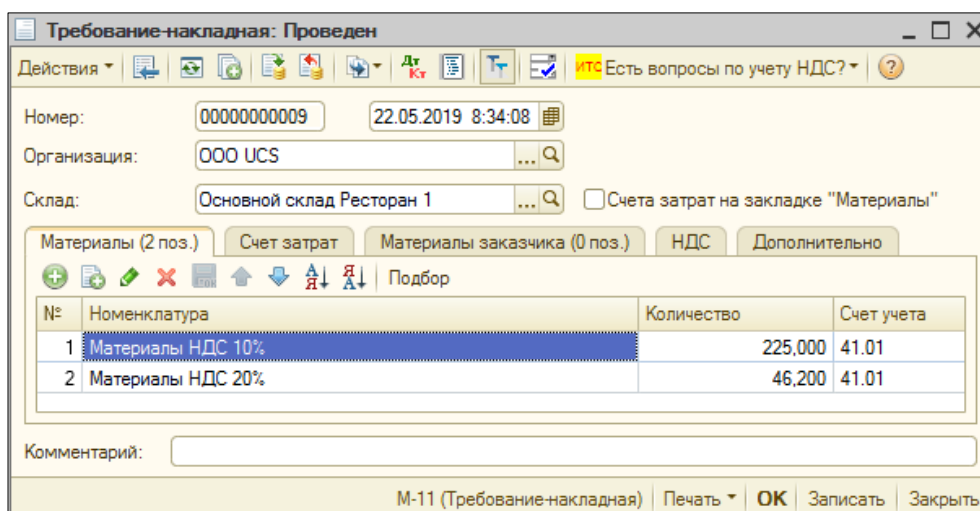 Требование-накладная: Проведен
Действия Дт Кт Тт ИТС Есть вопросы по учету НДС? ?
Номер: 00000000009 22.05.2019 8:34:08
Организация: ООО UCS ...
Склад: Основной склад Ресторан 1 ... Счета затрат на закладке "Материалы"
Материалы (2 поз.) Счет затрат Материалы заказчика (0 поз.) НДС Дополнительно
А Я Я А Подбор
№ Номенклатура Количество Счет учета
1 Материалы НДС 10% 225,000 41.01
2 Материалы НДС 20% 46,200 41.01
Комментарий:
М-11 (Требование-накладная) Печать OK Записать Закрыть